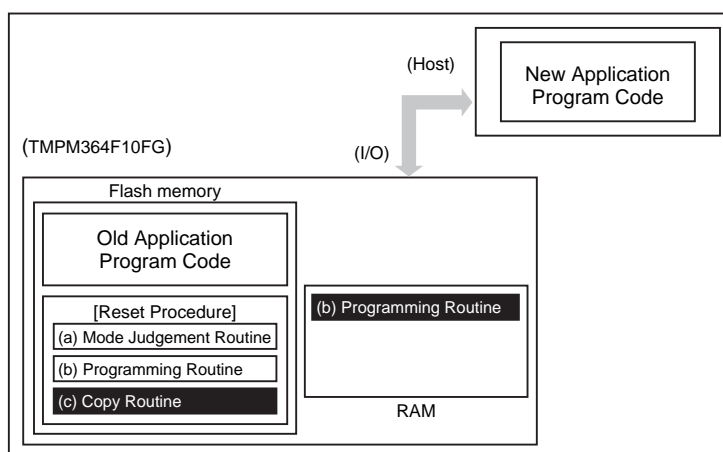 (Host)
New Application
Program Code
(TMPM364F10FG)
(I/O)
Flash memory
Old Application
Program Code
[Reset Procedure]
(a) Mode Judgement Routine
(b) Programming Routine
(c) Copy Routine
(b) Programming Routine
RAM